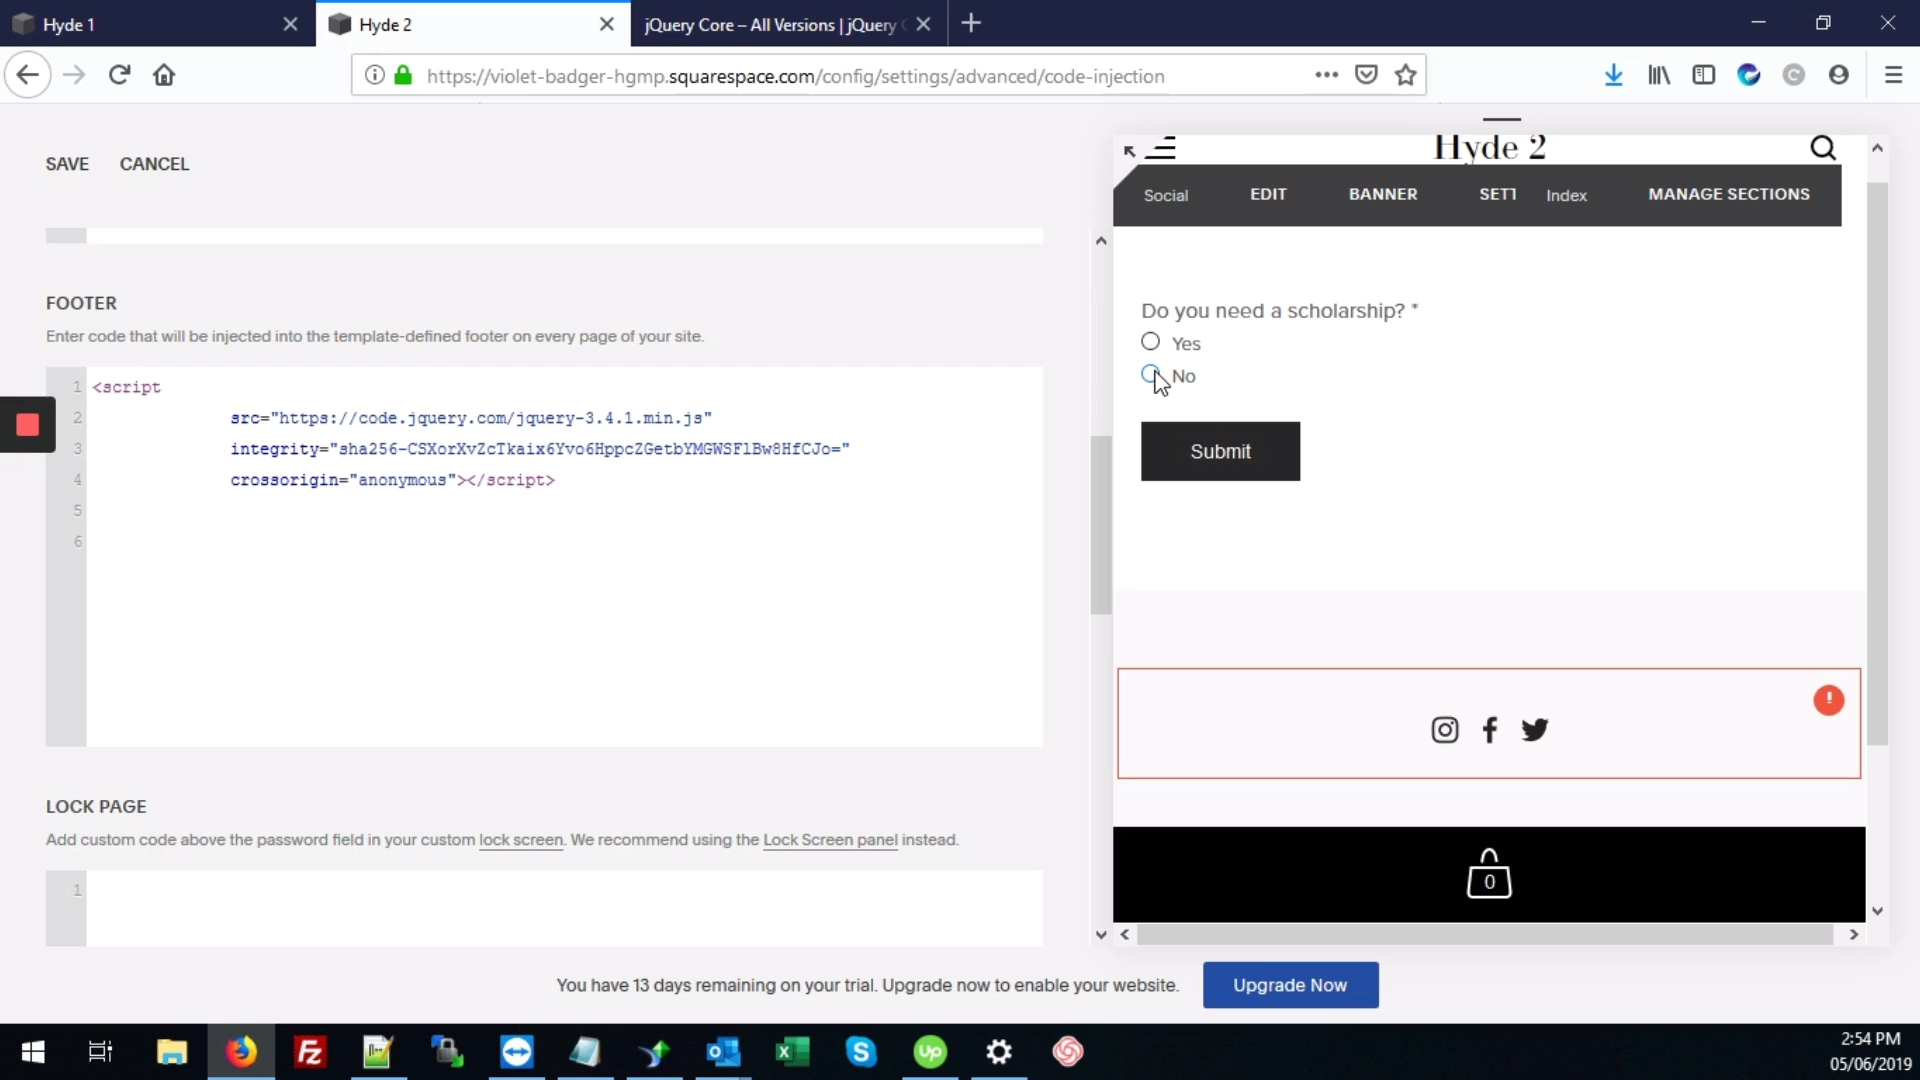 Hyde 1
Hyde 2
jQuery Core – All Versions | jQuery
https://violet-badger-hgmp.squarespace.com/config/settings/advanced/code-injection
SAVE CANCEL
FOOTER
Enter code that will be injected into the template-defined footer on every page of your site.
1 <script
2 src="https://code.jquery.com/jquery-3.4.1.min.js"
3 integrity="sha256-CSXorXvZcTkaix6Yvo6HppcZGetbYMGWSFlBw8HfCJo="
4 crossorigin="anonymous"></script>
5
6
LOCK PAGE
Add custom code above the password field in your custom lock screen. We recommend using the Lock Screen panel instead.
1
Hyde 2
Social EDIT BANNER SETT Index MANAGE SECTIONS
Do you need a scholarship? *
Yes
No
Submit
!
0
You have 13 days remaining on your trial. Upgrade now to enable your website.
Upgrade Now
2:54 PM
05/06/2019